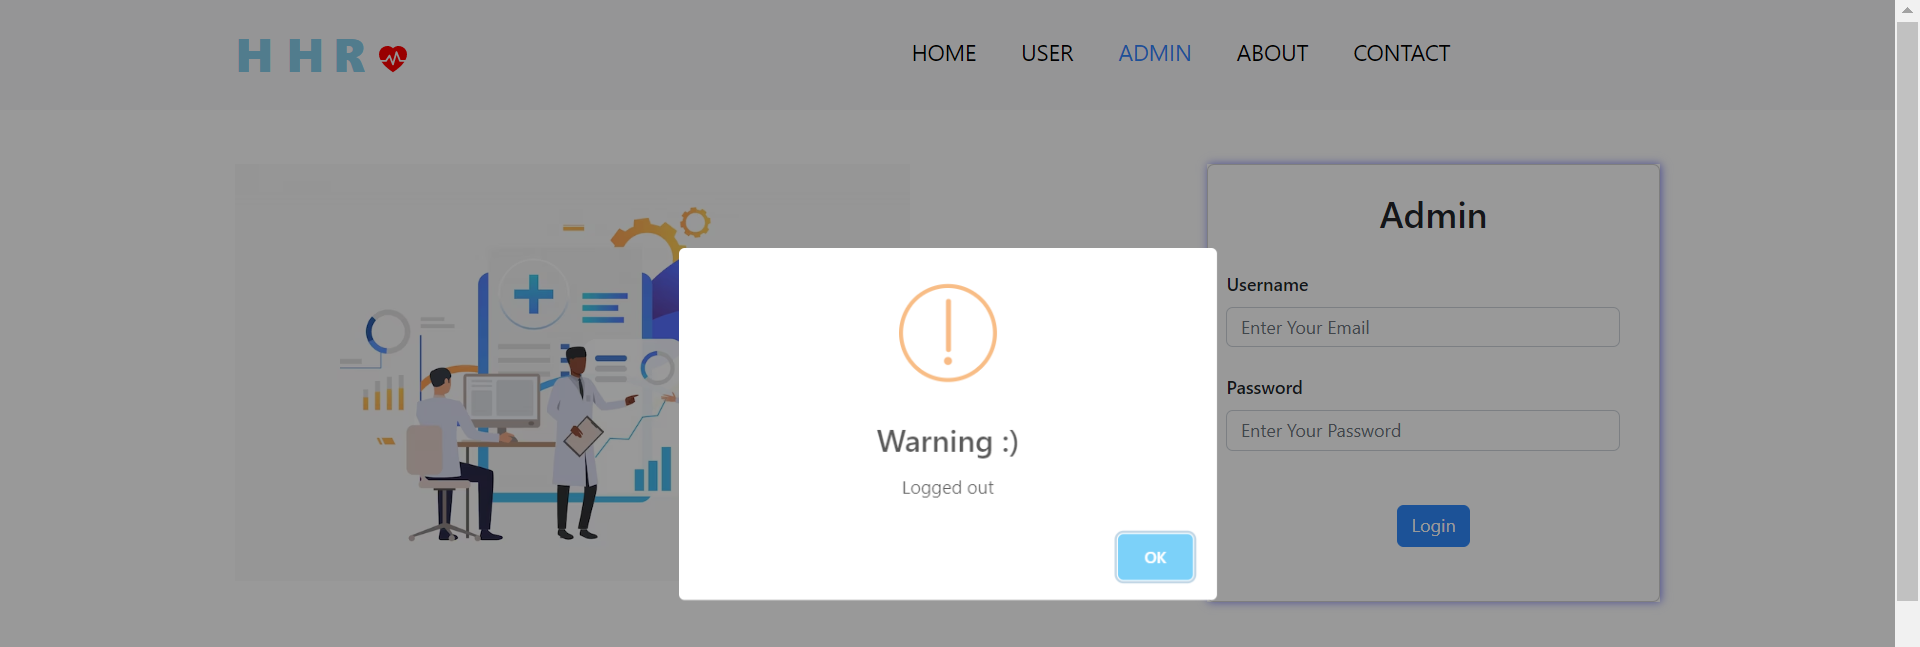 H H R
HOME USER ADMIN ABOUT CONTACT
Admin
Username
Enter Your Email
Password
Enter Your Password
Login
Warning :)
Logged out
OK